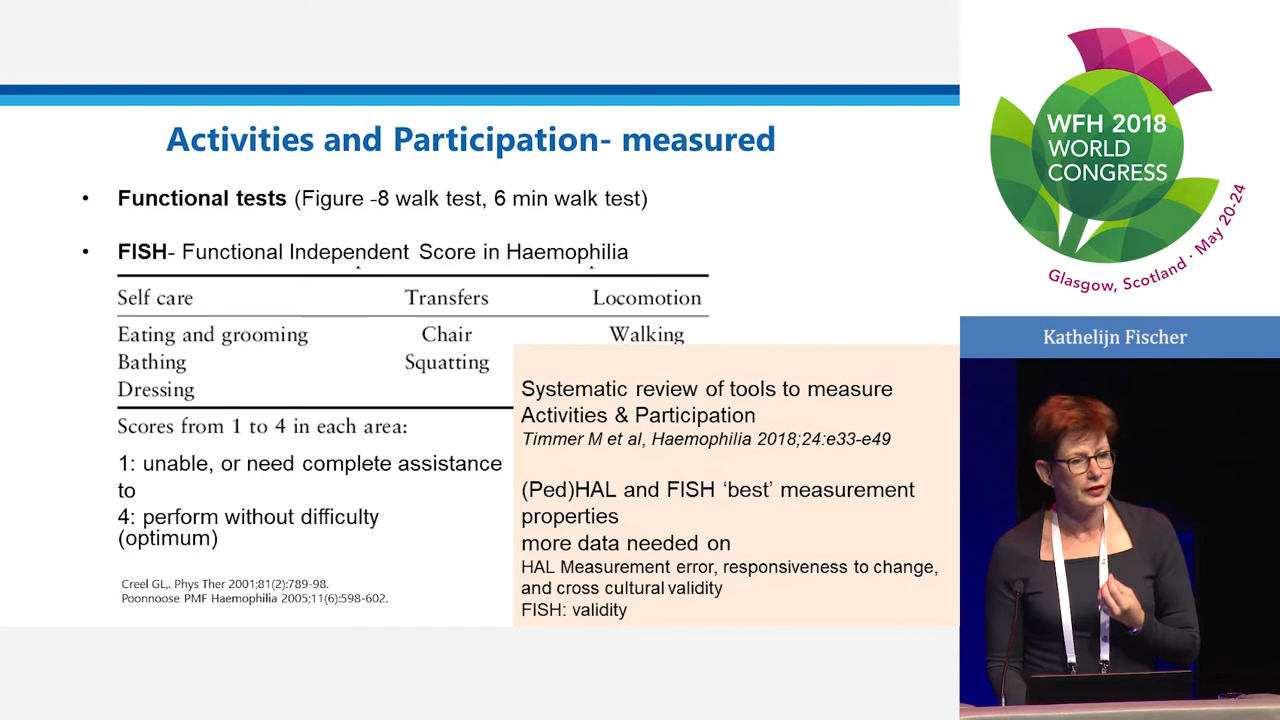 Activities and Participation- measured
• Functional tests (Figure -8 walk test, 6 min walk test)
• FISH- Functional Independent Score in Haemophilia
Self care Transfers Locomotion
Eating and grooming Chair Walking
Bathing Squatting
Dressing
Scores from 1 to 4 in each area:
1: unable, or need complete assistance
to
4: perform without difficulty
(optimum)
Creel GL,. Phys Ther 2001;81(2):789-98.
Poonnoose PMF Haemophilia 2005;11(6):598-602.
Systematic review of tools to measure
Activities & Participation
Timmer M et al, Haemophilia 2018;24:e33-e49
(Ped)HAL and FISH ‘best’ measurement
properties
more data needed on
HAL Measurement error, responsiveness to change,
and cross cultural validity
FISH: validity
WFH 2018
WORLD
CONGRESS
Glasgow, Scotland · May 20-24
Kathelijn Fischer